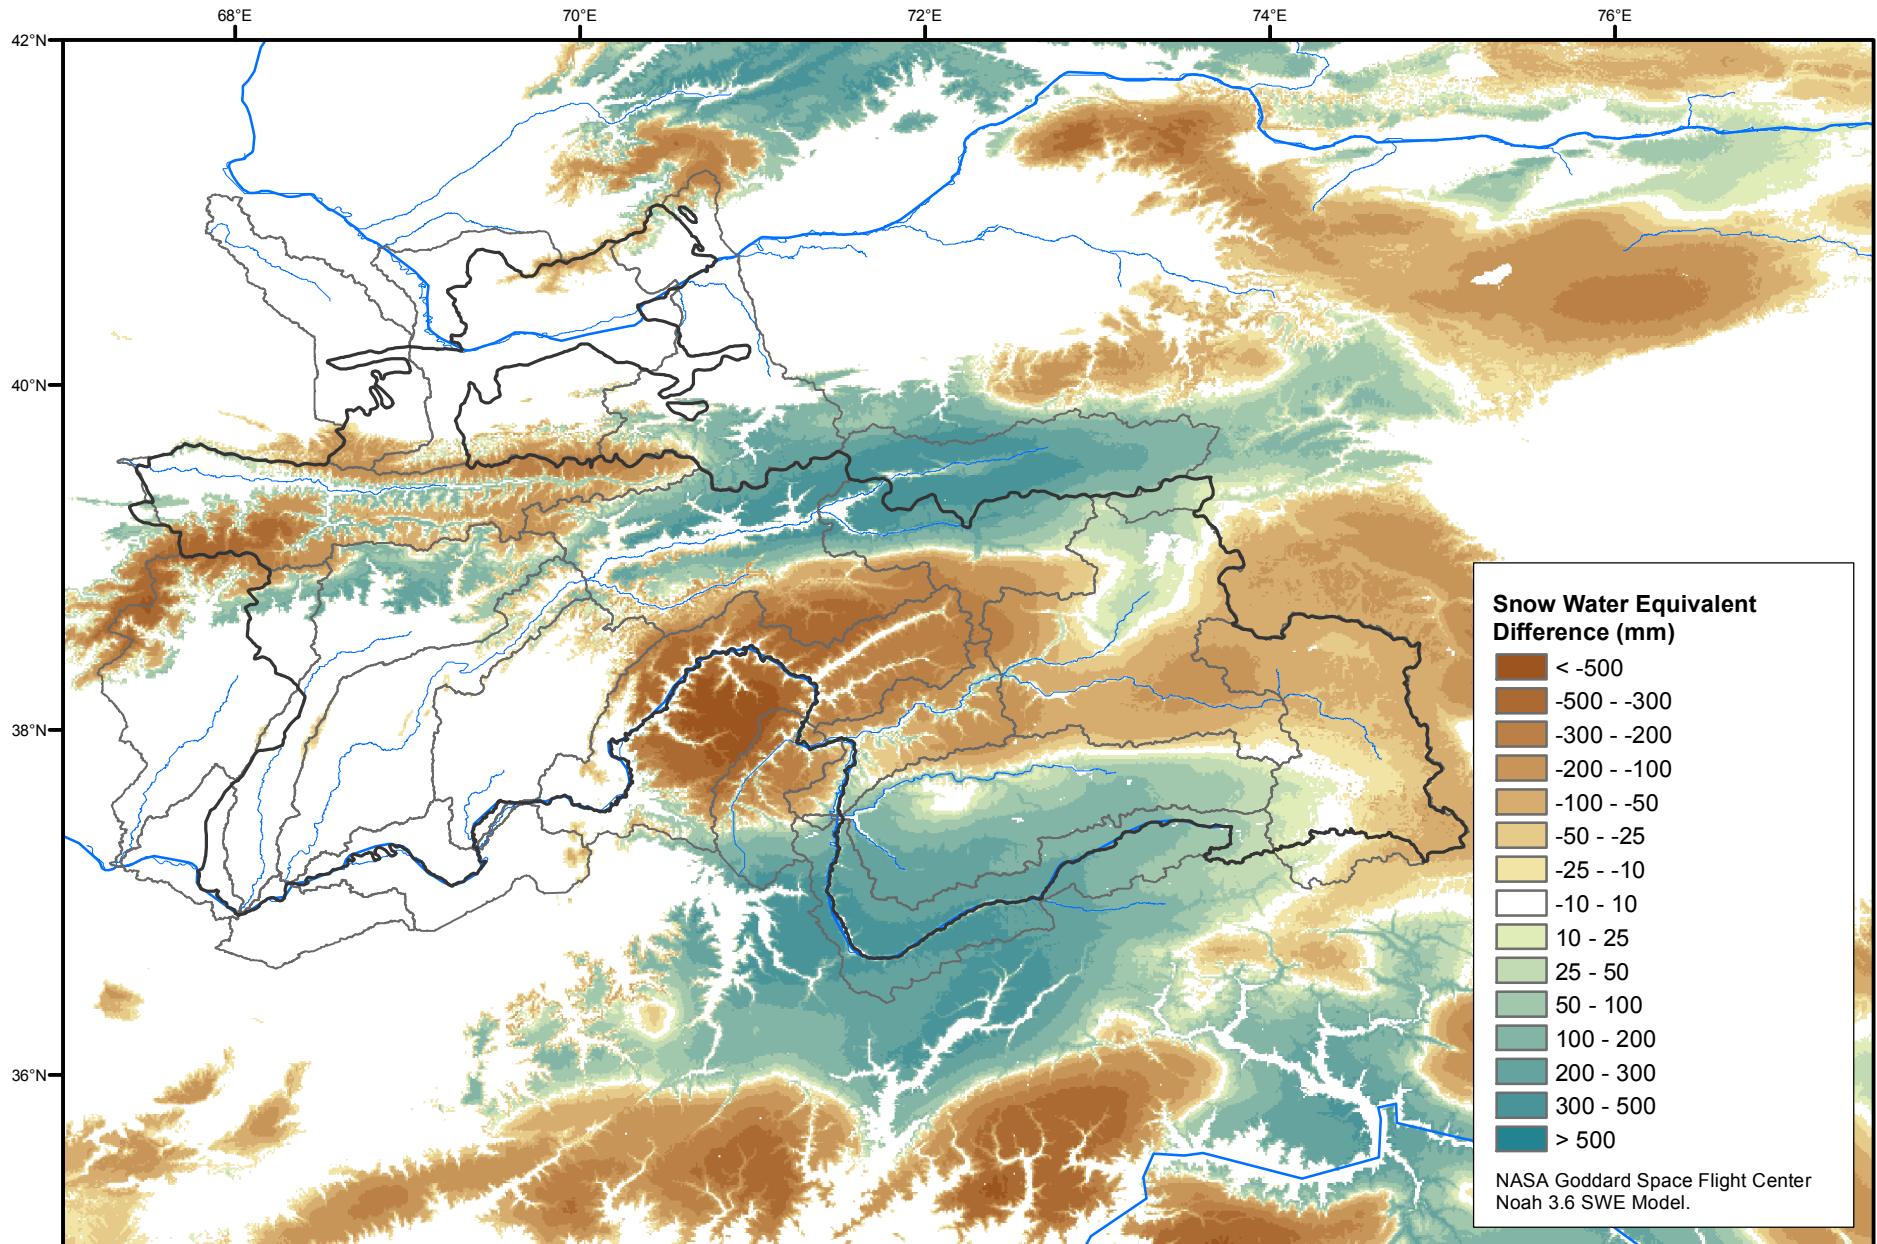 68°E 70°E 72°E 74°E 76°E
42°N
40°N
38°N
36°N
Snow Water Equivalent
Difference (mm)
< -500
-500 - -300
-300 - -200
-200 - -100
-100 - -50
-50 - -25
-25 - -10
-10 - 10
10 - 25
25 - 50
50 - 100
100 - 200
200 - 300
300 - 500
> 500
NASA Goddard Space Flight Center
Noah 3.6 SWE Model.